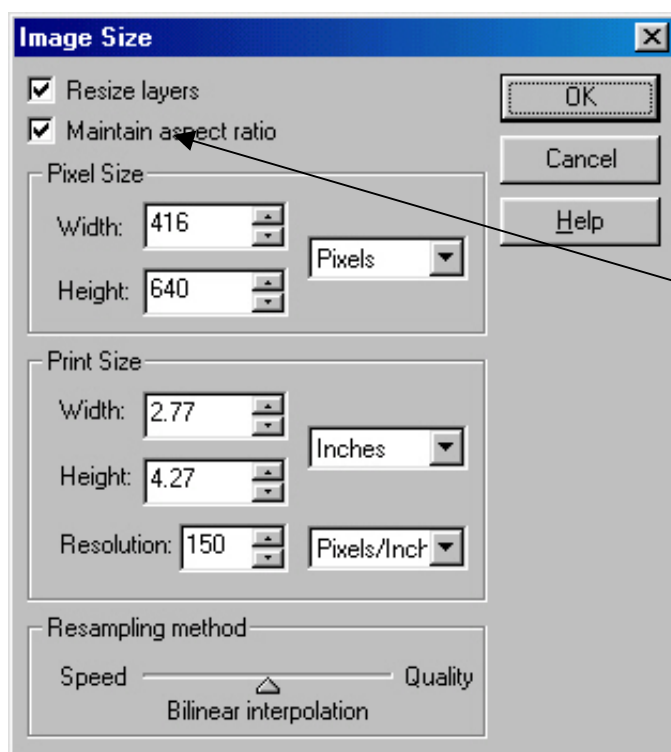 Image Size
Resize layers
OK
Maintain aspect ratio
Cancel
Pixel Size
Help
Width: 416
Pixels
Height: 640
Print Size
Width: 2.77
Inches
Height: 4.27
Resolution: 150 Pixels/Inch
Resampling method
Speed Quality
Bilinear interpolation